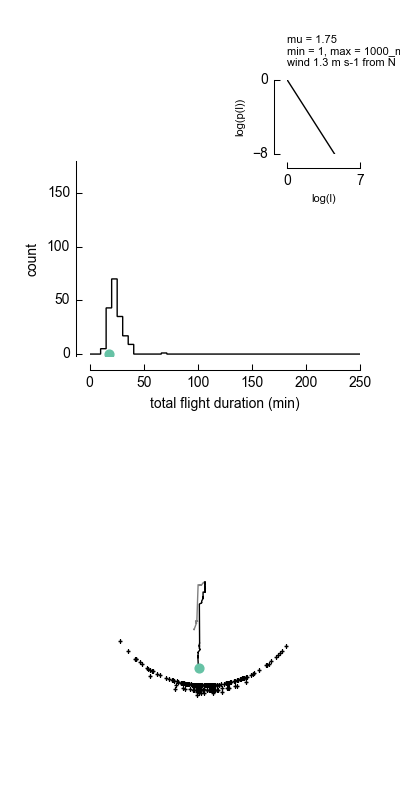 mu = 1.75
min = 1, max = 1000_m
wind 1.3 m s-1 from N
0
log(p(l))
−8
0 7
log(l)
150
100
count
50
0
0 50 100 150 200 250
total flight duration (min)